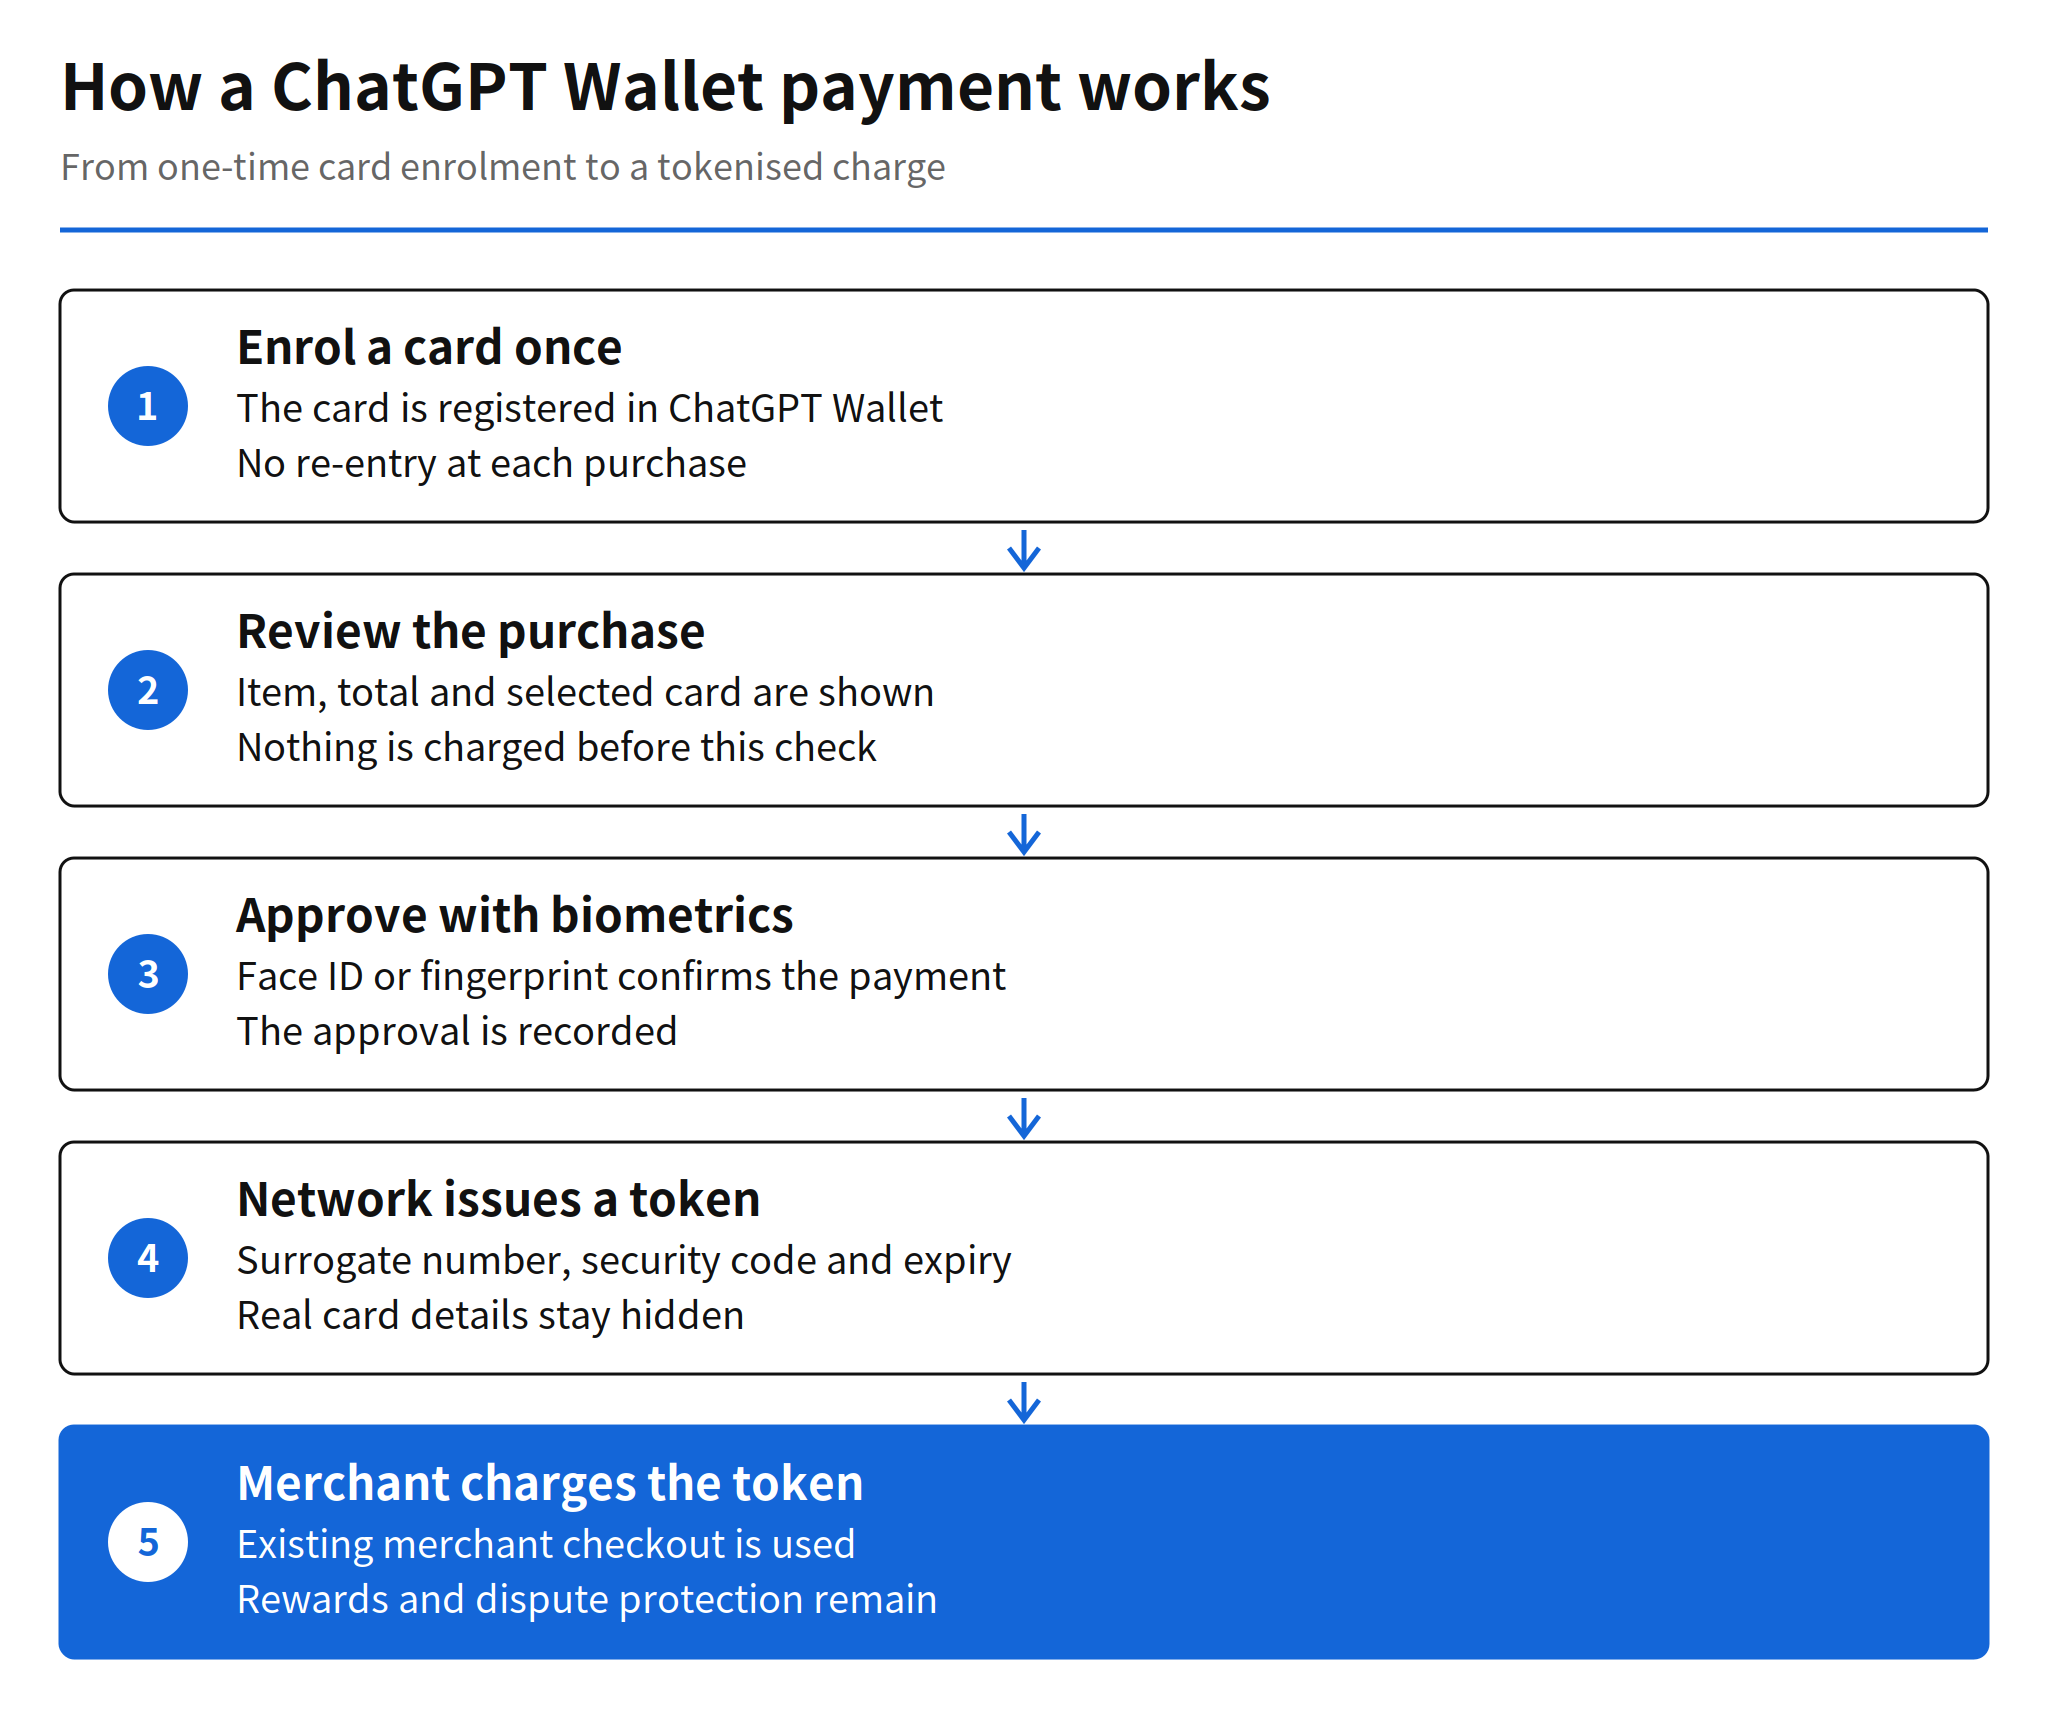 How a ChatGPT Wallet payment works
From one-time card enrolment to a tokenised charge
1
Enrol a card once
The card is registered in ChatGPT Wallet
No re-entry at each purchase
2
Review the purchase
Item, total and selected card are shown
Nothing is charged before this check
3
Approve with biometrics
Face ID or fingerprint confirms the payment
The approval is recorded
4
Network issues a token
Surrogate number, security code and expiry
Real card details stay hidden
5
Merchant charges the token
Existing merchant checkout is used
Rewards and dispute protection remain